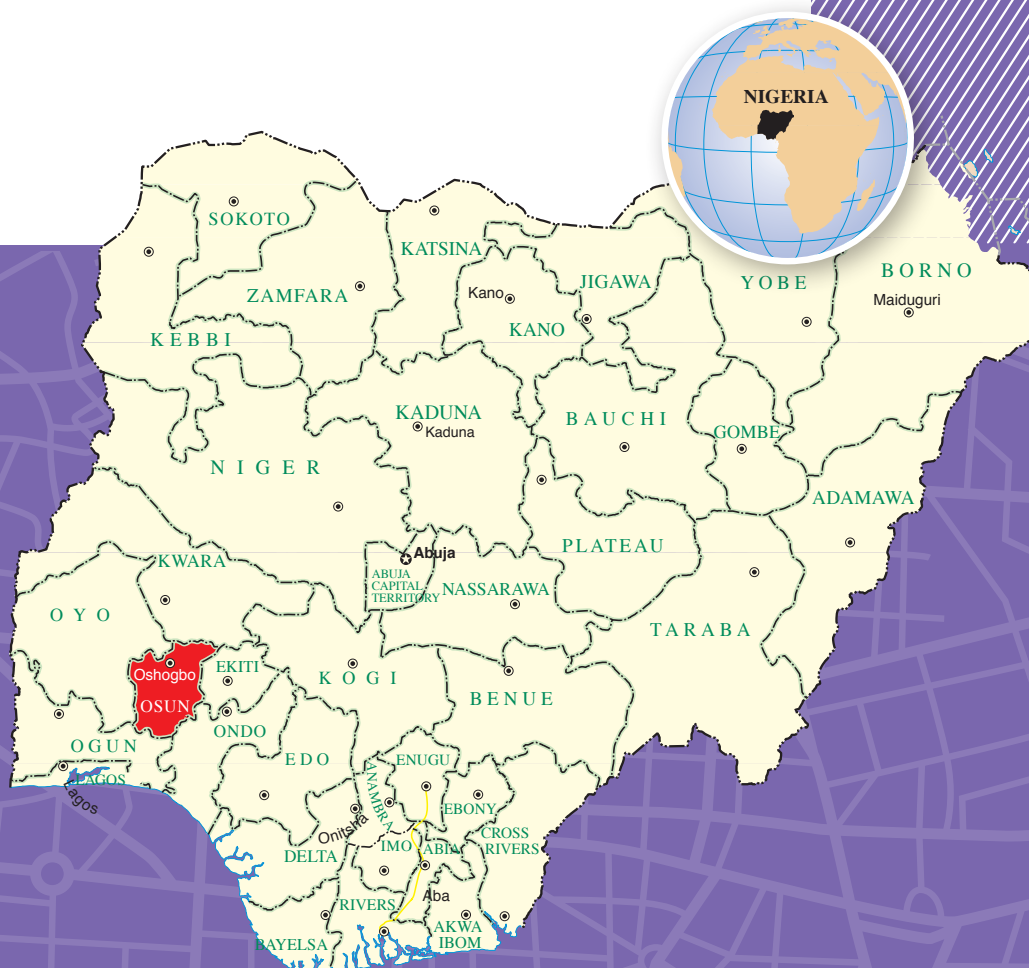 NIGERIA
SOKOTO
KATSINA
BORNO
YOBE
JIGAWA
ZAMFARA
Kano
Maiduguri
KANO
KEBBI
KADUNA
Kaduna
BAUCHI
GOMBE
NIGER
ADAMAWA
PLATEAU
Abuja
KWARA
ABUJA
CAPITAL
TERRITORY
NASSARAWA
OYO
TARABA
EKITI
Oshogbo
KOGI
BENUE
OSUN
ONDO
OGUN
EDO
ENUGU
LAGOS
Lagos
ANAMBRA
EBONY
Onitsha
CROSS
RIVERS
IMO
ABIA
DELTA
Aba
RIVERS
AKWA
IBOM
BAYELSA